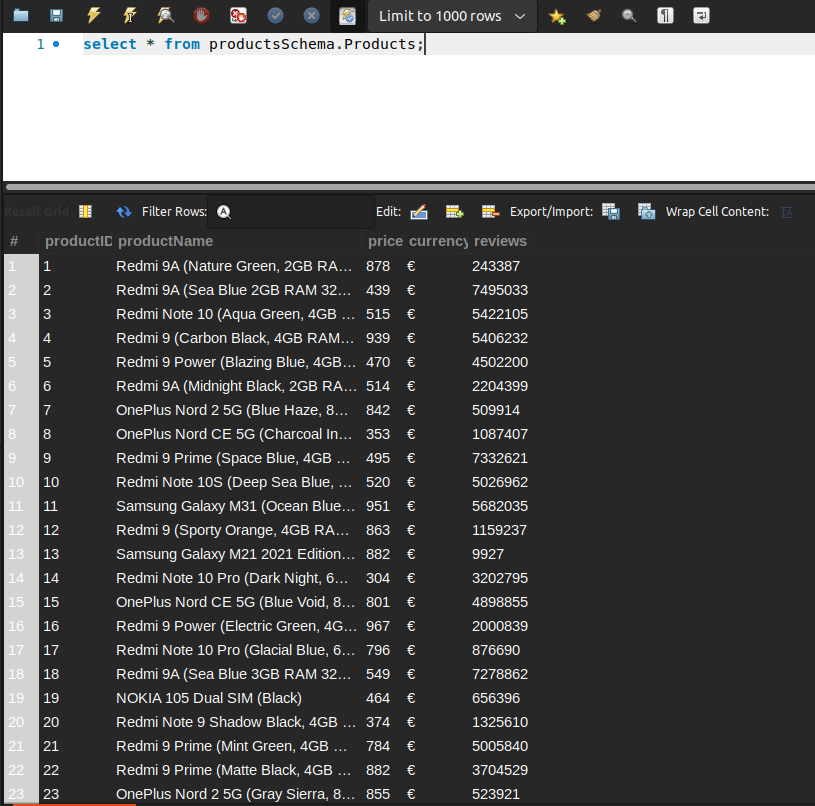 Limit to 1000 rows
1 select * from productsSchema.Products;
Result Grid Filter Rows: Edit: Export/Import: Wrap Cell Content:
# productID productName price currency reviews
1 1 Redmi 9A (Nature Green, 2GB RA… 878 € 243387
2 2 Redmi 9A (Sea Blue 2GB RAM 32… 439 € 7495033
3 3 Redmi Note 10 (Aqua Green, 4GB … 515 € 5422105
4 4 Redmi 9 (Carbon Black, 4GB RAM… 939 € 5406232
5 5 Redmi 9 Power (Blazing Blue, 4GB… 470 € 4502200
6 6 Redmi 9A (Midnight Black, 2GB RA… 514 € 2204399
7 7 OnePlus Nord 2 5G (Blue Haze, 8… 842 € 509914
8 8 OnePlus Nord CE 5G (Charcoal In… 353 € 1087407
9 9 Redmi 9 Prime (Space Blue, 4GB … 495 € 7332621
10 10 Redmi Note 10S (Deep Sea Blue, … 520 € 5026962
11 11 Samsung Galaxy M31 (Ocean Blue… 951 € 5682035
12 12 Redmi 9 (Sporty Orange, 4GB RA… 863 € 1159237
13 13 Samsung Galaxy M21 2021 Edition… 882 € 9927
14 14 Redmi Note 10 Pro (Dark Night, 6… 304 € 3202795
15 15 OnePlus Nord CE 5G (Blue Void, 8… 801 € 4898855
16 16 Redmi 9 Power (Electric Green, 4G… 967 € 2000839
17 17 Redmi Note 10 Pro (Glacial Blue, 6… 796 € 876690
18 18 Redmi 9A (Sea Blue 3GB RAM 32… 549 € 7278862
19 19 NOKIA 105 Dual SIM (Black) 464 € 656396
20 20 Redmi Note 9 Shadow Black, 4GB … 374 € 1325610
21 21 Redmi 9 Prime (Mint Green, 4GB … 784 € 5005840
22 22 Redmi 9 Prime (Matte Black, 4GB … 882 € 3704529
23 23 OnePlus Nord 2 5G (Gray Sierra, 8… 855 € 523921